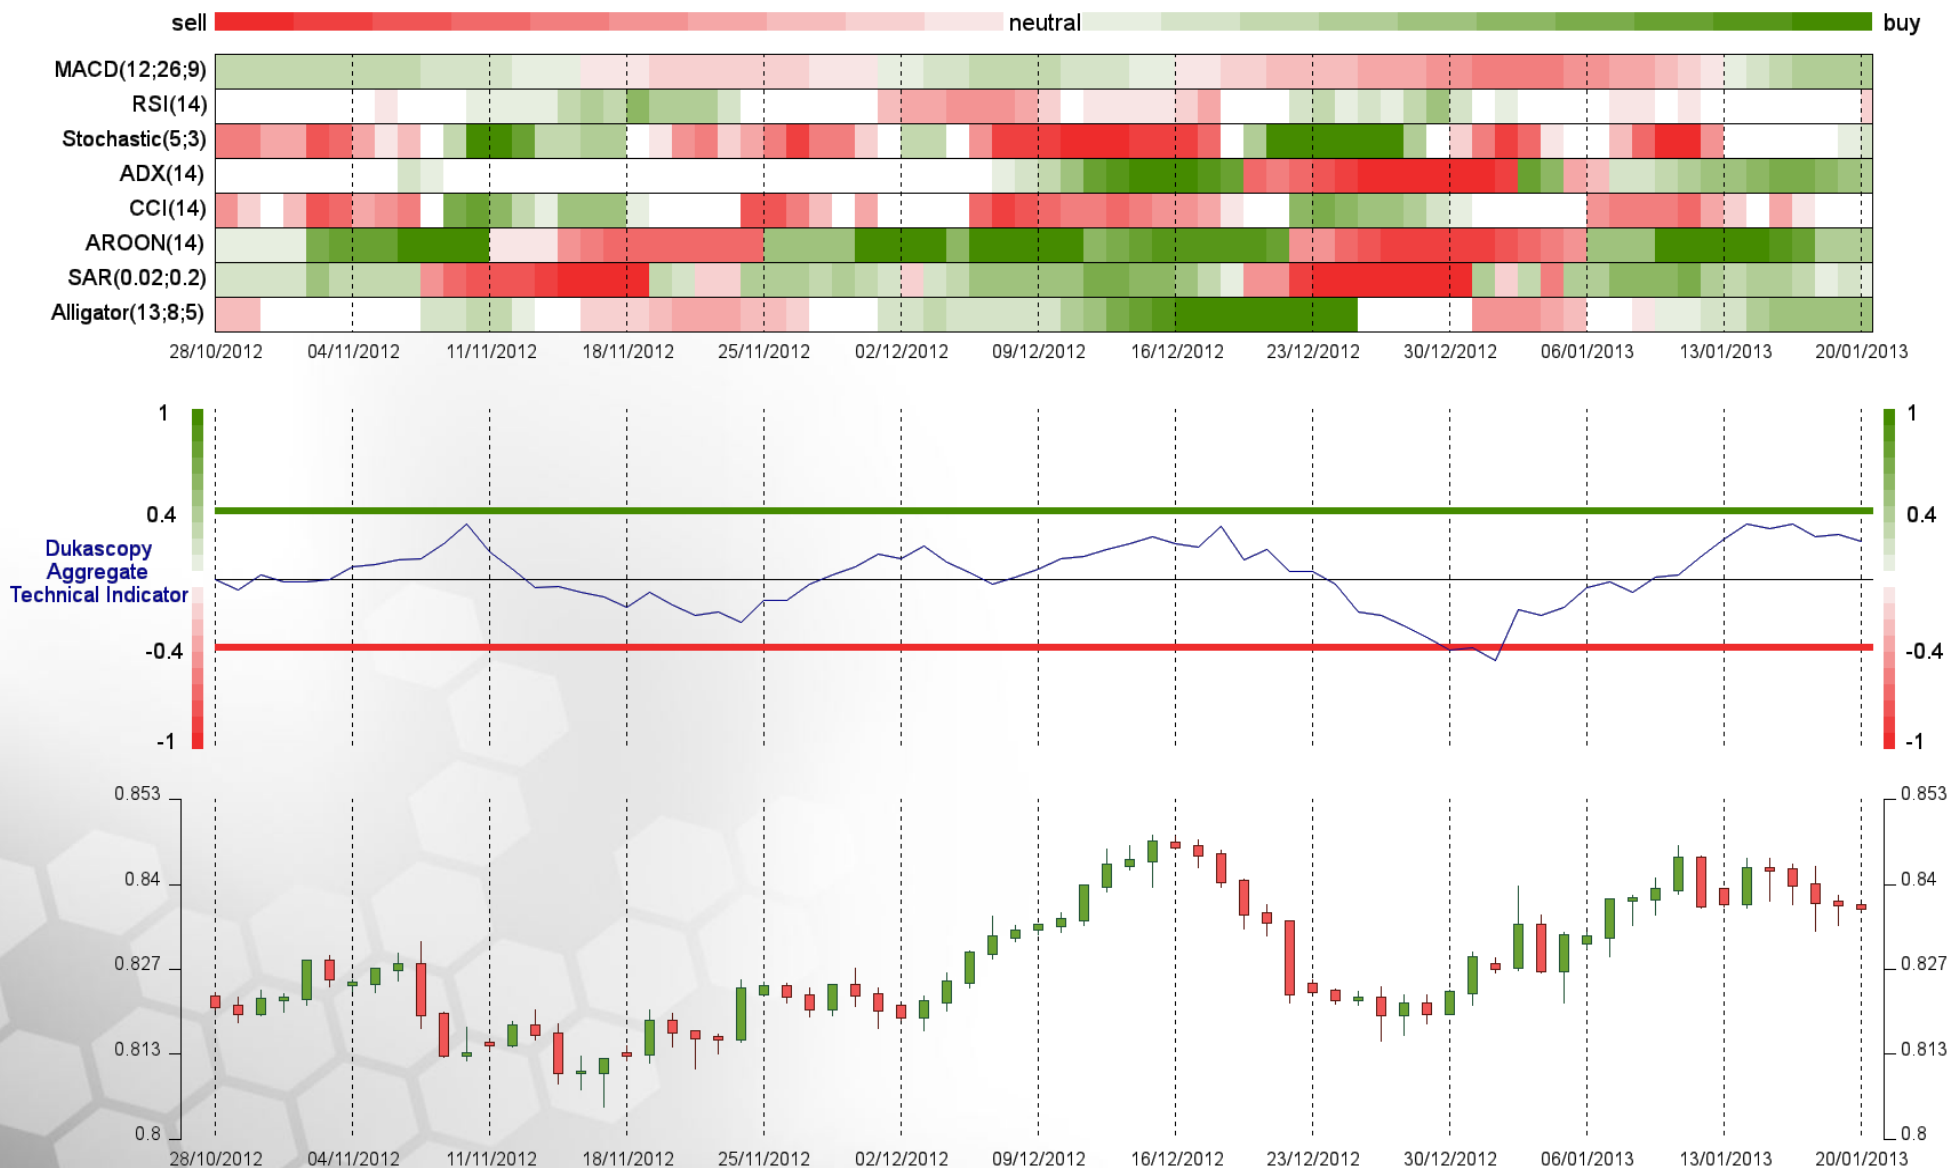 sell neutral buy
MACD(12;26;9)
RSI(14)
Stochastic(5;3)
ADX(14)
CCI(14)
AROON(14)
SAR(0.02;0.2)
Alligator(13;8;5)
28/10/2012 04/11/2012 11/11/2012 18/11/2012 25/11/2012 02/12/2012 09/12/2012 16/12/2012 23/12/2012 30/12/2012 06/01/2013 13/01/2013 20/01/2013
1 1
0.4 0.4
Dukascopy
Aggregate
Technical Indicator
-0.4 -0.4
-1 -1
0.853 0.853
0.84 0.84
0.827 0.827
0.813 0.813
0.8 0.8
28/10/2012 04/11/2012 11/11/2012 18/11/2012 25/11/2012 02/12/2012 09/12/2012 16/12/2012 23/12/2012 30/12/2012 06/01/2013 13/01/2013 20/01/2013